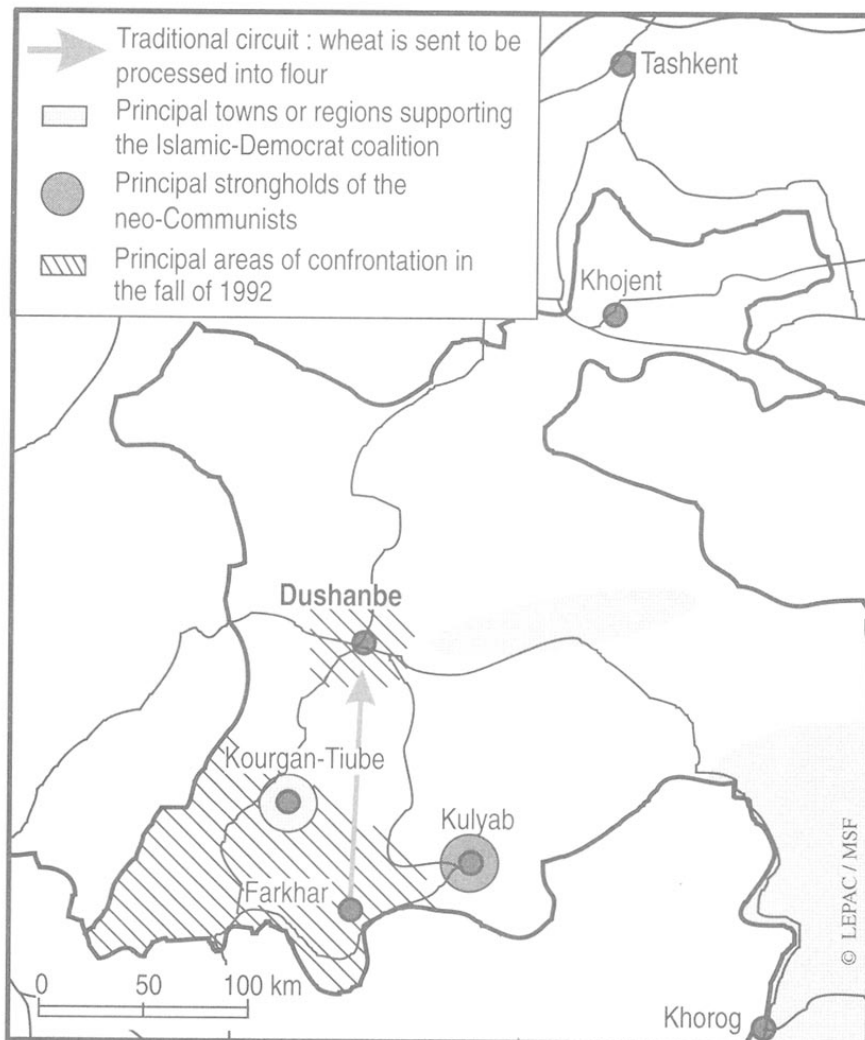 Traditional circuit : wheat is sent to be
processed into flour
Principal towns or regions supporting
the Islamic-Democrat coalition
Principal strongholds of the
neo-Communists
Principal areas of confrontation in
the fall of 1992
Tashkent
Khojent
Dushanbe
Kourgan-Tiube
Kulyab
Farkhar
0 50 100 km
Khorog
© LEPAC / MSF